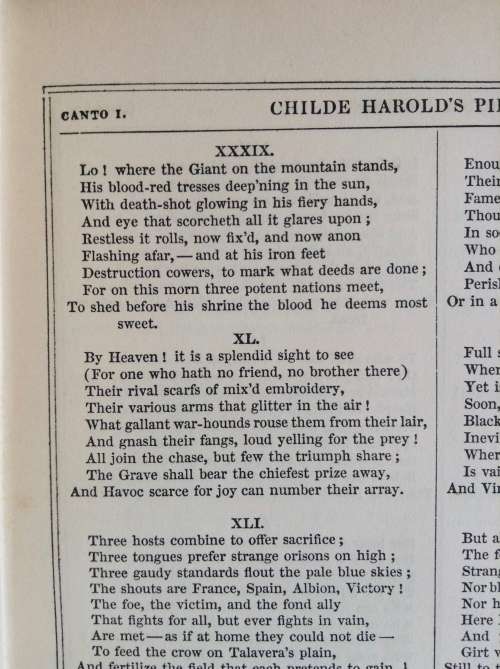 CANTO I.
CHILDE HAROLD'S
XXXIX.
Lo! where the Giant on the mountain stands,
His blood-red tresses deep'ning in the sun,
With death-shot glowing in his fiery hands,
And eye that scorcheth all it glares upon;
Restless it rolls, now fix'd, and now anon
Flashing afar,—and at his iron feet
Destruction cowers, to mark what deeds are done;
For on this morn three potent nations meet,
To shed before his shrine the blood he deems most
sweet.
XL.
By Heaven! it is a splendid sight to see
(For one who hath no friend, no brother there)
Their rival scarfs of mix'd embroidery,
Their various arms that glitter in the air!
What gallant war-hounds rouse them from their lair,
And gnash their fangs, loud yelling for the prey!
All join the chase, but few the triumph share;
The Grave shall bear the chiefest prize away,
And Havoc scarce for joy can number their array.
XLI.
Three hosts combine to offer sacrifice;
Three tongues prefer strange orisons on high;
Three gaudy standards flout the pale blue skies;
The shouts are France, Spain, Albion, Victory!
The foe, the victim, and the fond ally
That fights for all, but ever fights in vain,
Are met—as if at home they could not die—
To feed the crow on Talavera's plain,
And fertilize the field that each pretends to gain.
Their
Fame
In
Who
Or in a
Full
Yet
Soon,
Black
Is
And
But a
The
Nor
Nor
Here
And
Girt
Still to